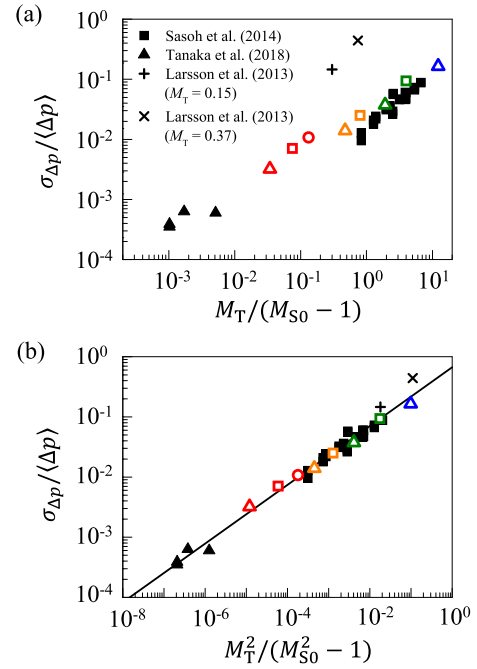 (a)
Sasoh et al. (2014)
Tanaka et al. (2018)
Larsson et al. (2013)
(M_T = 0.15)
Larsson et al. (2013)
(M_T = 0.37)
10^0
10^-1
10^-2
10^-3
10^-4
σ_Δp/⟨Δp⟩
10^-3 10^-2 10^-1 10^0 10^1
M_T/(M_S0 − 1)
(b)
10^0
10^-1
10^-2
10^-3
10^-4
σ_Δp/⟨Δp⟩
10^-8 10^-6 10^-4 10^-2 10^0
M_T^2/(M_S0^2 − 1)